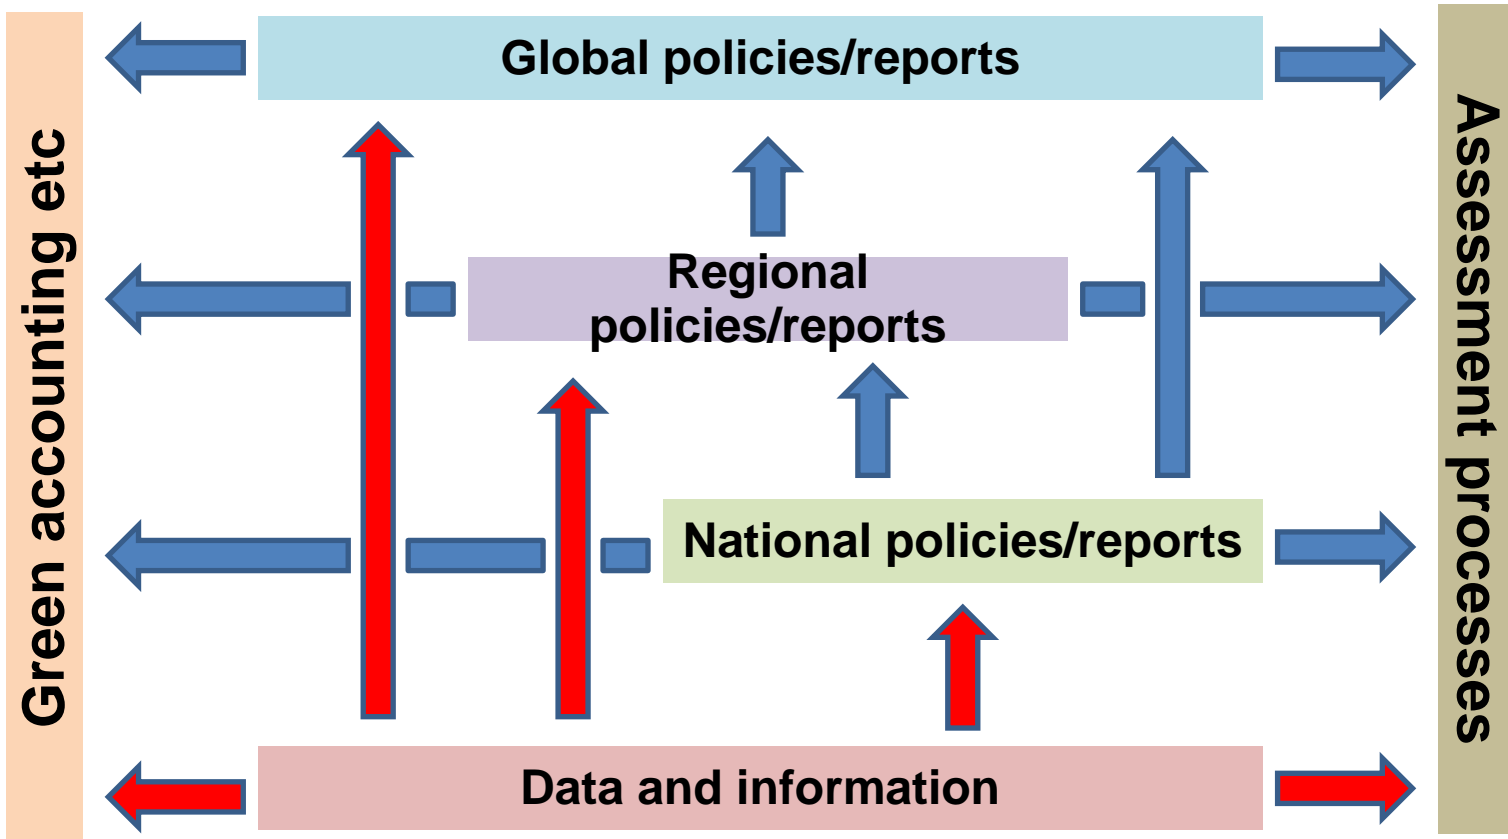 Global policies/reports
Green accounting etc
Assessment processes
Regional
policies/reports
National policies/reports
Data and information